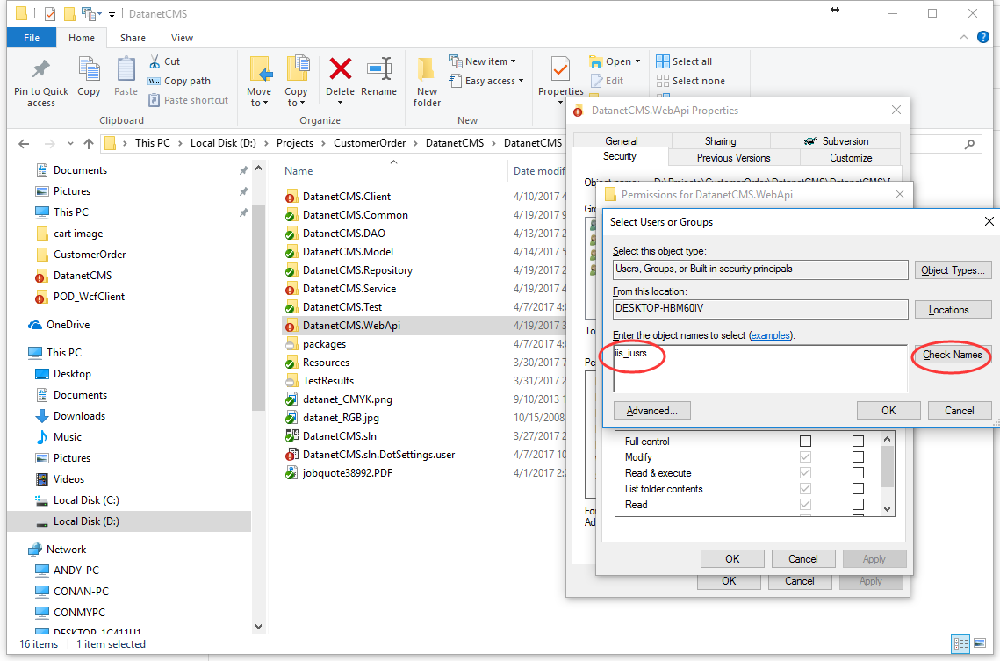 DatanetCMS
File Home Share View
Pin to Quick access
Copy
Paste
Cut
Copy path
Paste shortcut
Clipboard
Move to
Copy to
Delete
Rename
Organize
New folder
New item
Easy access
New
Properties
Open
Edit
Select all
Select none
This PC > Local Disk (D:) > Projects > CustomerOrder > DatanetCMS > DatanetCMS
Documents
Pictures
This PC
cart image
CustomerOrder
DatanetCMS
POD_WcfClient
OneDrive
This PC
Desktop
Documents
Downloads
Music
Pictures
Videos
Local Disk (C:)
Local Disk (D:)
Network
ANDY-PC
CONAN-PC
CONMYPC
DESKTOP-1C411U1
16 items 1 item selected
Name Date modif
DatanetCMS.Client 4/10/2017 4
DatanetCMS.Common 4/19/2017 9
DatanetCMS.DAO 4/13/2017 2
DatanetCMS.Model 4/14/2017 5
DatanetCMS.Repository 4/19/2017 2
DatanetCMS.Service 4/19/2017 4
DatanetCMS.Test 4/7/2017 4:0
DatanetCMS.WebApi 4/19/2017 3
packages 4/7/2017 4:0
Resources 3/30/2017 7
TestResults 3/31/2017 2
datanet_CMYK.png 9/10/2013 1
datanet_RGB.jpg 10/15/2008
DatanetCMS.sln 3/27/2017 2
DatanetCMS.sln.DotSettings.user 4/7/2017 10
jobquote38992.PDF 4/1/2017 2:2
DatanetCMS.WebApi Properties
General Sharing Subversion
Security Previous Versions Customize
Object name: D:\Projects\CustomerOrder\DatanetCMS\DatanetCMS\D
Gro
To
Pe
For
Ad
OK Cancel Apply
Permissions for DatanetCMS.WebApi
Full control
Modify
Read & execute
List folder contents
Read
OK Cancel Apply
Select Users or Groups
Select this object type:
Users, Groups, or Built-in security principals
Object Types...
From this location:
DESKTOP-HBM60IV
Locations...
Enter the object names to select (examples):
iis_iusrs
Check Names
Advanced...
OK Cancel